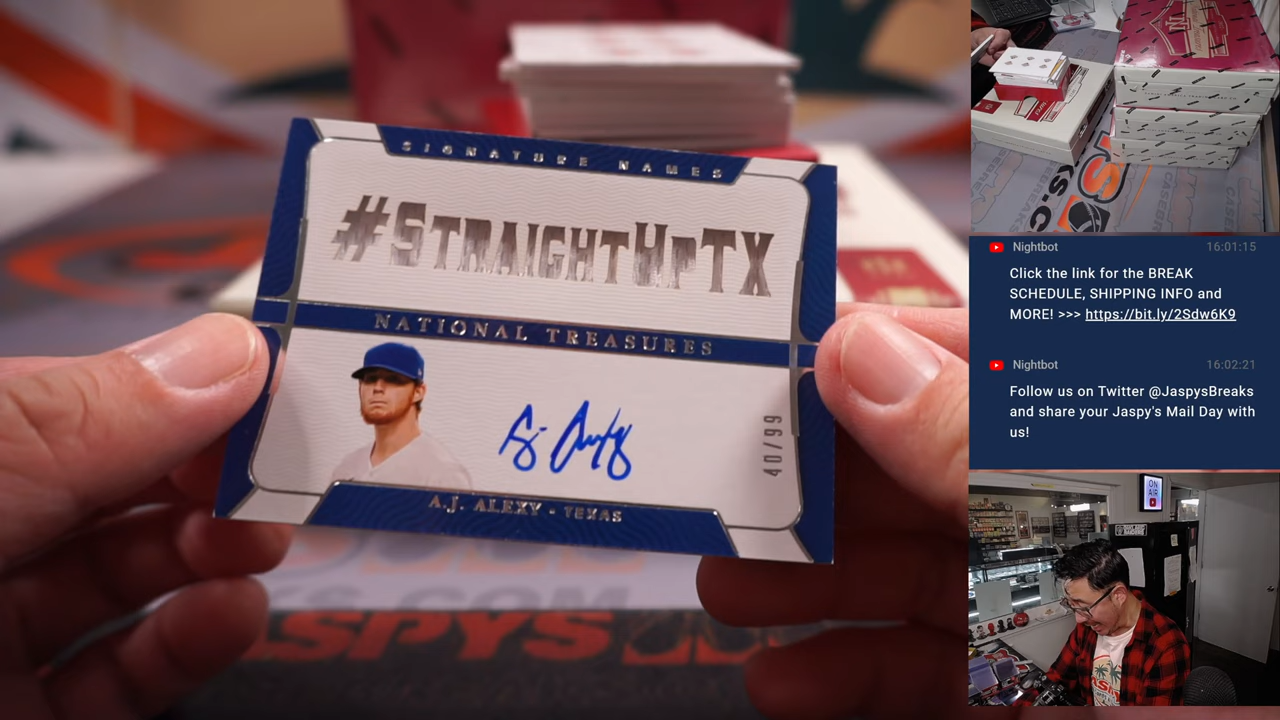 SIGNATURE NAMES
#STRAIGHTUPTX
NATIONAL TREASURES
40/99
A.J. ALEXY - TEXAS
JASPYS
Nightbot 16:01:15
Click the link for the BREAK
SCHEDULE, SHIPPING INFO and
MORE! >>> https://bit.ly/2Sdw6K9
Nightbot 16:02:21
Follow us on Twitter @JaspysBreaks
and share your Jaspy's Mail Day with
us!
ON
AIR